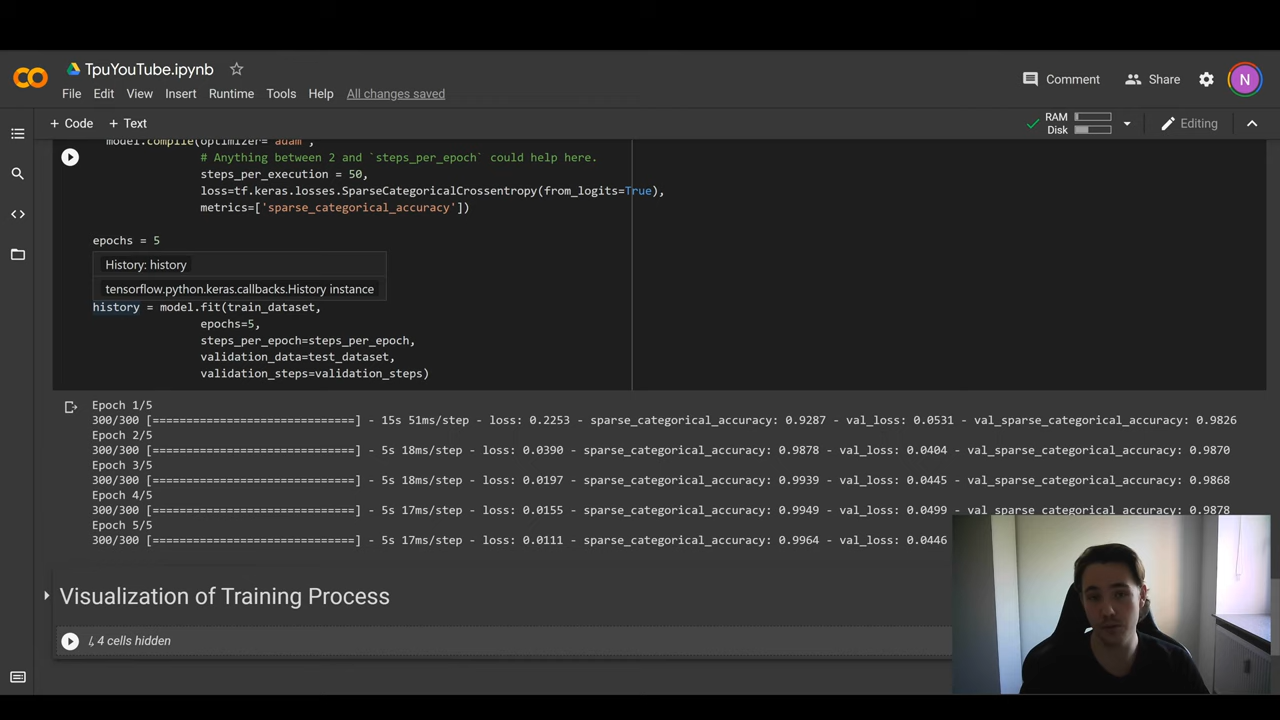 TpuYouTube.ipynb
File Edit View Insert Runtime Tools Help All changes saved
Comment Share N
+ Code + Text
RAM
Disk
Editing
model.compile(optimizer='adam',
# Anything between 2 and `steps_per_epoch` could help here.
steps_per_execution = 50,
loss=tf.keras.losses.SparseCategoricalCrossentropy(from_logits=True),
metrics=['sparse_categorical_accuracy'])
epochs = 5
History: history
tensorflow.python.keras.callbacks.History instance
history = model.fit(train_dataset,
epochs=5,
steps_per_epoch=steps_per_epoch,
validation_data=test_dataset,
validation_steps=validation_steps)
Epoch 1/5
300/300 [==============================] - 15s 51ms/step - loss: 0.2253 - sparse_categorical_accuracy: 0.9287 - val_loss: 0.0531 - val_sparse_categorical_accuracy: 0.9826
Epoch 2/5
300/300 [==============================] - 5s 18ms/step - loss: 0.0390 - sparse_categorical_accuracy: 0.9878 - val_loss: 0.0404 - val_sparse_categorical_accuracy: 0.9870
Epoch 3/5
300/300 [==============================] - 5s 18ms/step - loss: 0.0197 - sparse_categorical_accuracy: 0.9939 - val_loss: 0.0445 - val_sparse_categorical_accuracy: 0.9868
Epoch 4/5
300/300 [==============================] - 5s 17ms/step - loss: 0.0155 - sparse_categorical_accuracy: 0.9949 - val_loss: 0.0499 - val_sparse_categorical_accuracy: 0.9878
Epoch 5/5
300/300 [==============================] - 5s 17ms/step - loss: 0.0111 - sparse_categorical_accuracy: 0.9964 - val_loss: 0.0446
Visualization of Training Process
4 cells hidden